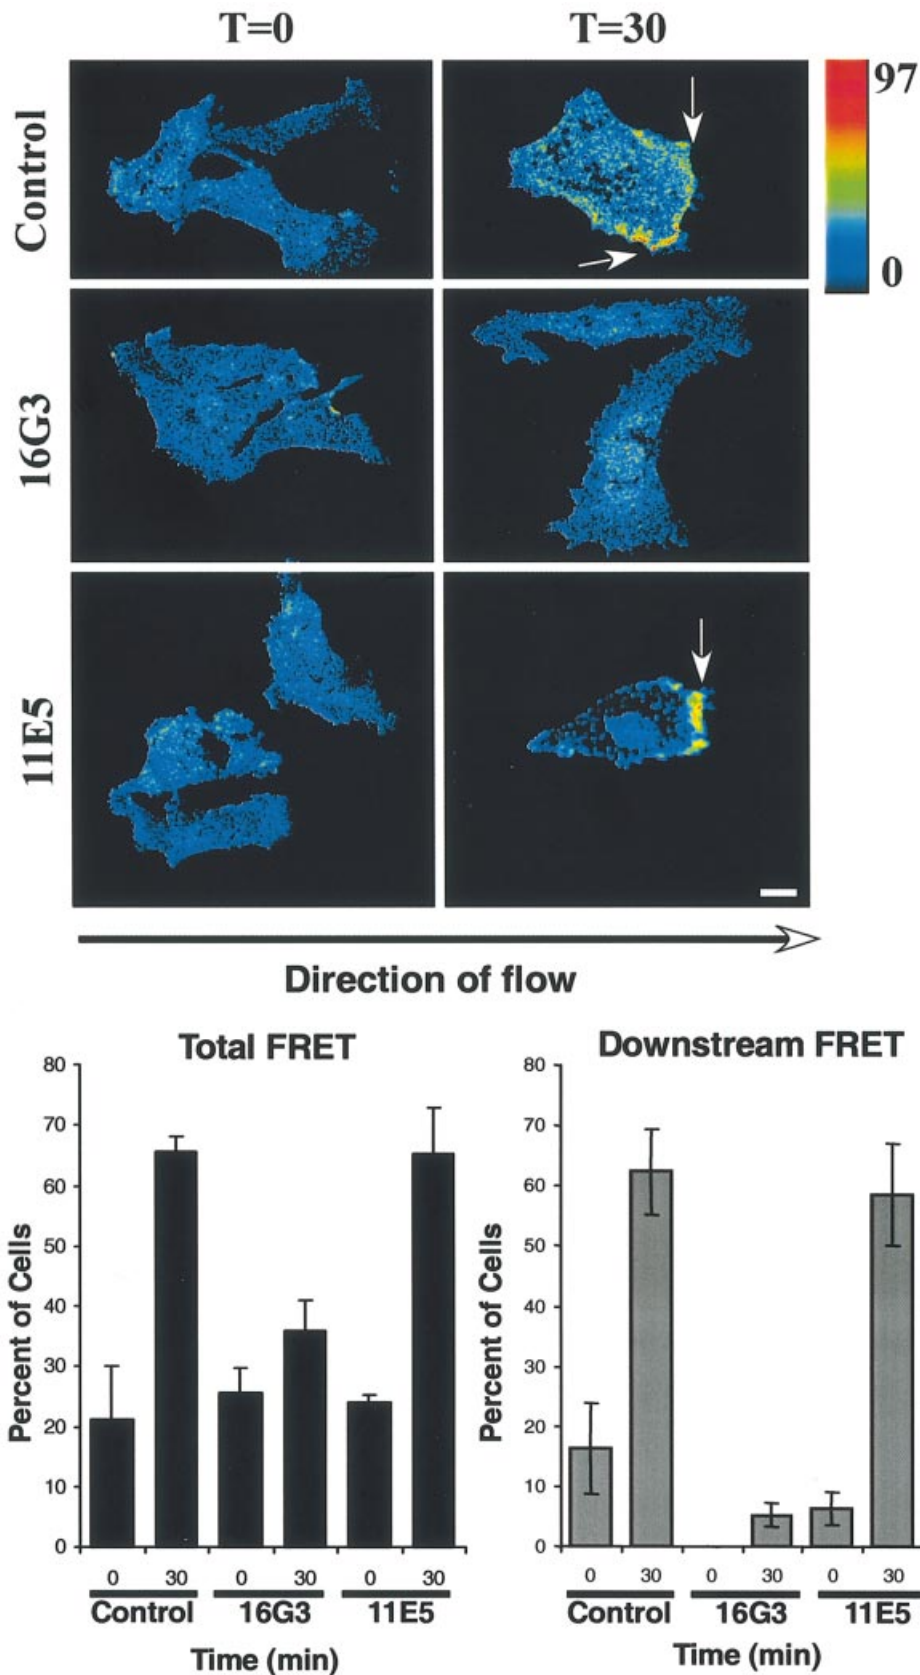 T=0 T=30
Control
97
0
16G3
11E5
Direction of flow
Total FRET
Percent of Cells
80
70
60
50
40
30
20
10
0
0 30 0 30 0 30
Control 16G3 11E5
Time (min)
Downstream FRET
Percent of Cells
80
70
60
50
40
30
20
10
0
0 30 0 30 0 30
Control 16G3 11E5
Time (min)